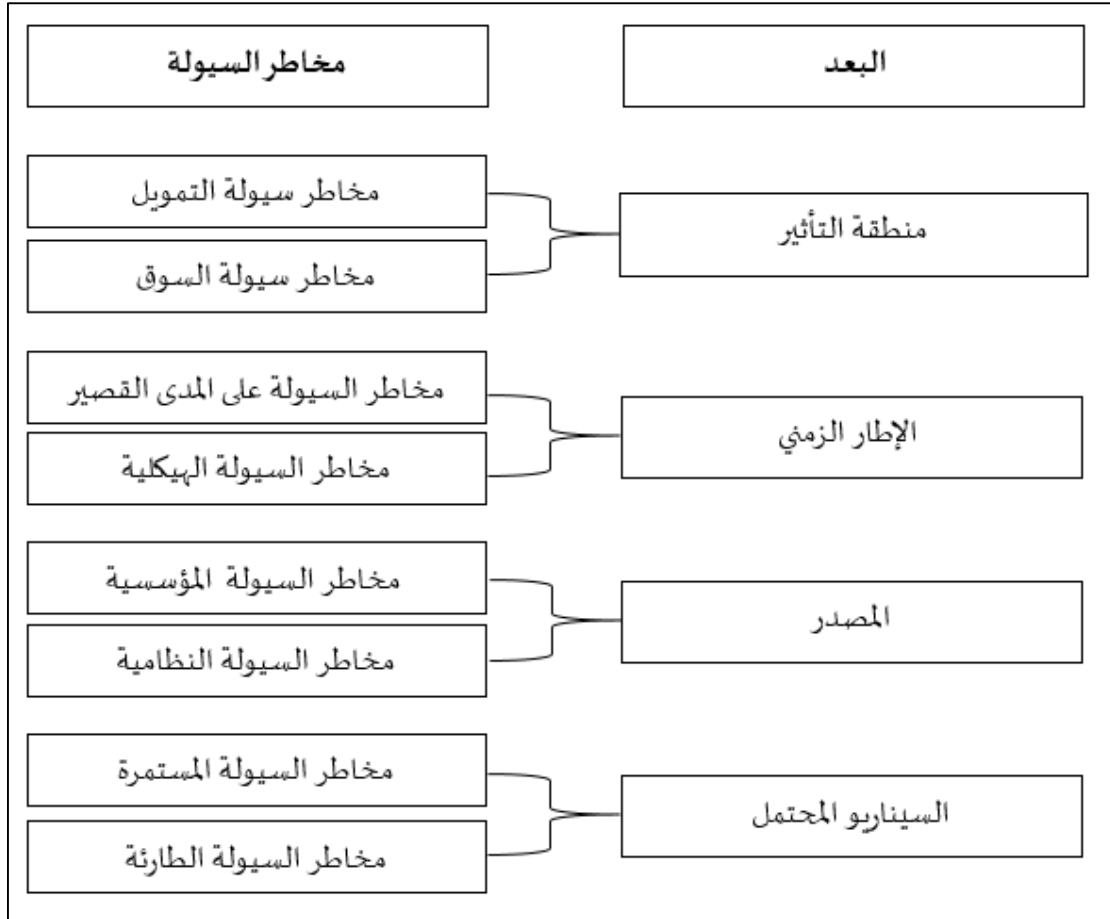 البعد
مخاطر السيولة
منطقة التأثير
مخاطر سيولة التمويل
مخاطر سيولة السوق
الإطار الزمني
مخاطر السيولة على المدى القصير
مخاطر السيولة الهيكلية
المصدر
مخاطر السيولة المؤسسية
مخاطر السيولة النظامية
السيناريو المحتمل
مخاطر السيولة المستمرة
مخاطر السيولة الطارئة